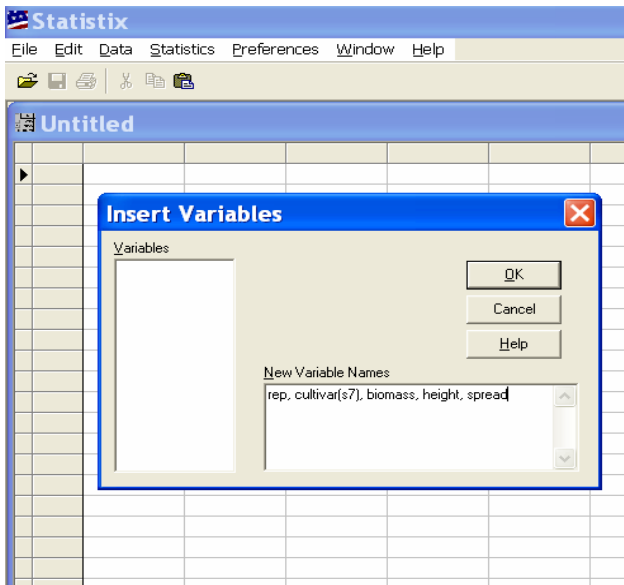 Statistix
File Edit Data Statistics Preferences Window Help
Untitled
Insert Variables
Variables
OK
Cancel
Help
New Variable Names
rep, cultivar(s7), biomass, height, spread